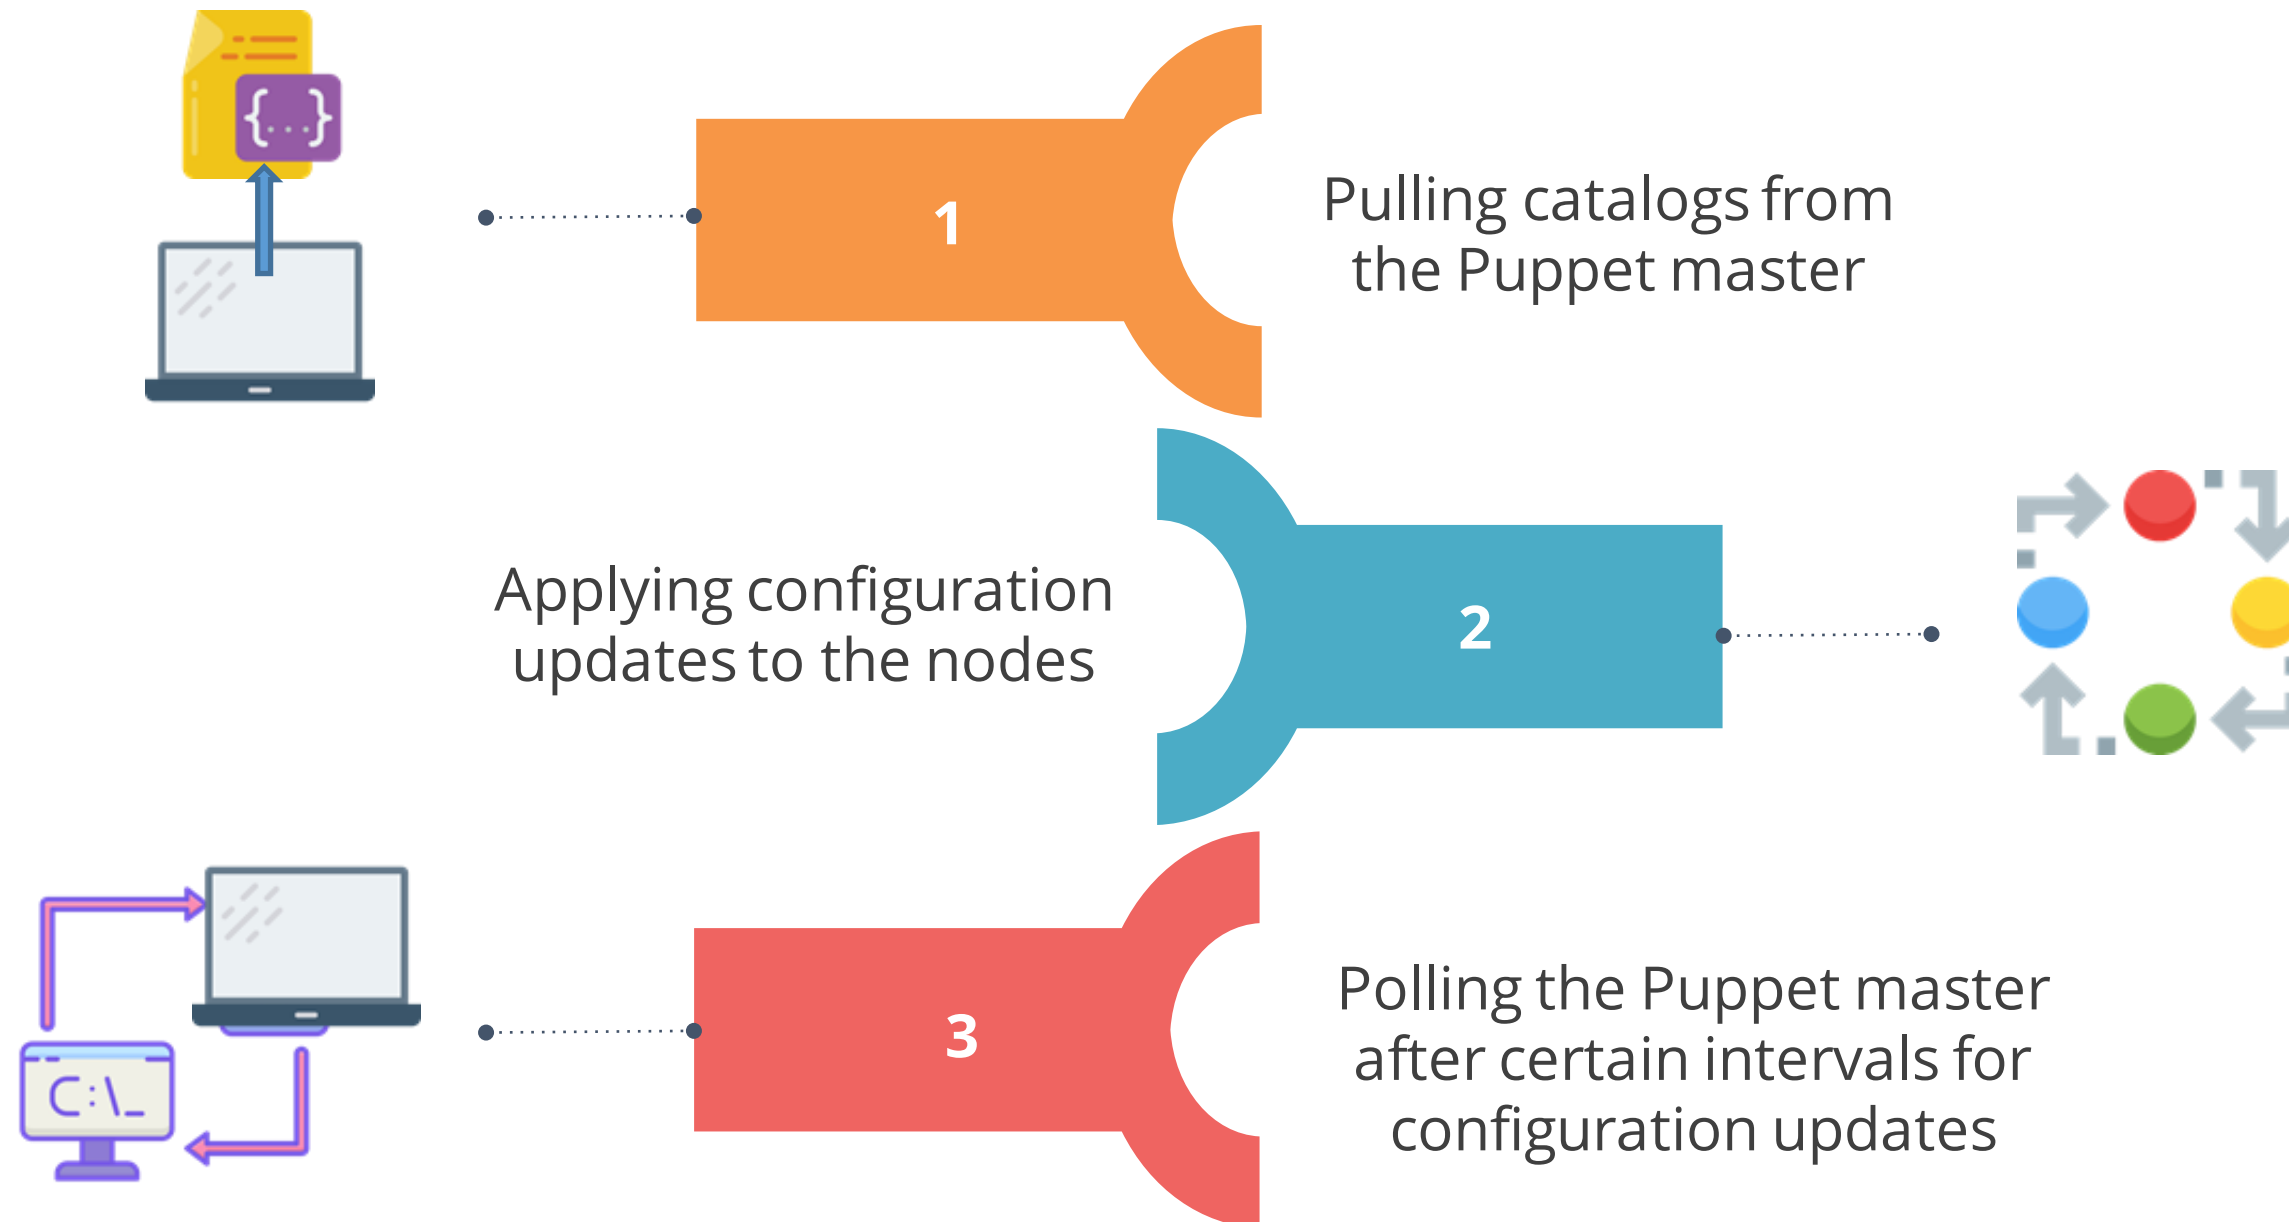 {...}
1
Pulling catalogs from
the Puppet master
Applying configuration
updates to the nodes
2
C:\_
3
Polling the Puppet master
after certain intervals for
configuration updates